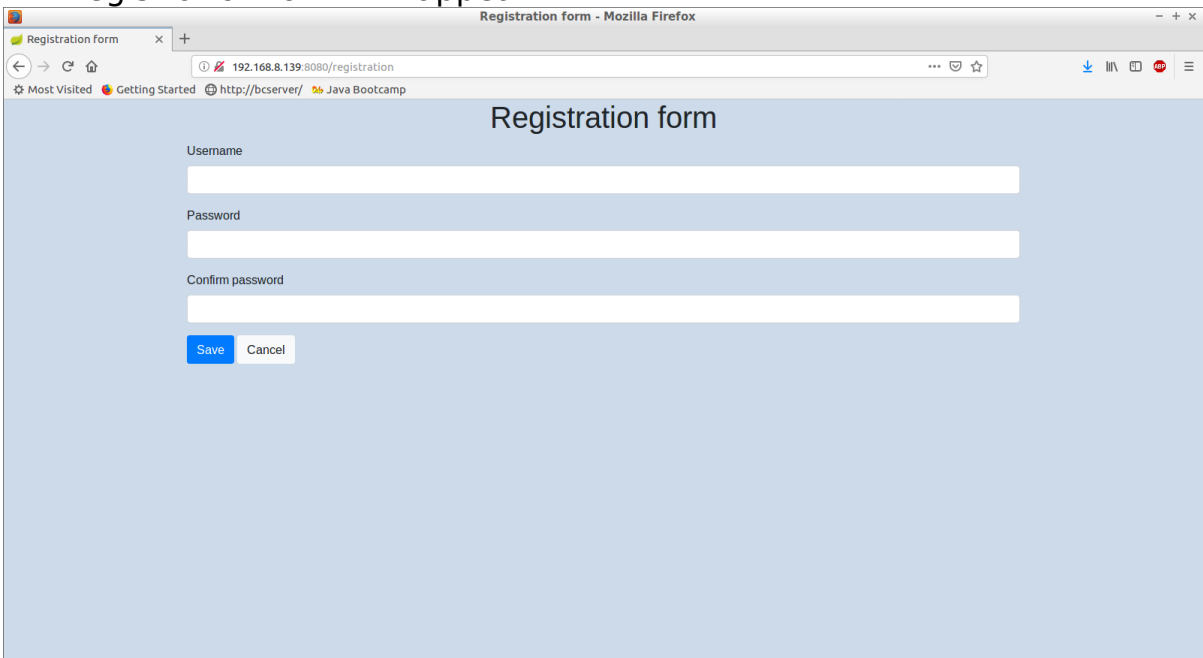 Registration form - Mozilla Firefox
Registration form
192.168.8.139:8080/registration
Most Visited Getting Started http://bcserver/ Java Bootcamp
Registration form
Username
Password
Confirm password
Save Cancel